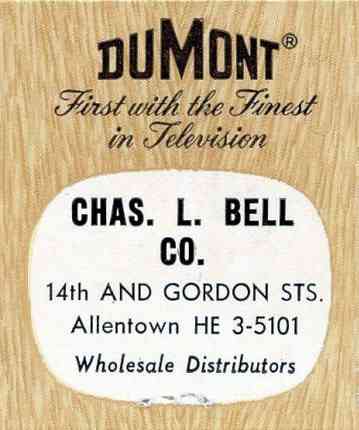 DUMONT®
First with the Finest
in Television
CHAS. L. BELL
CO.
14th AND GORDON STS.
Allentown HE 3-5101
Wholesale Distributors